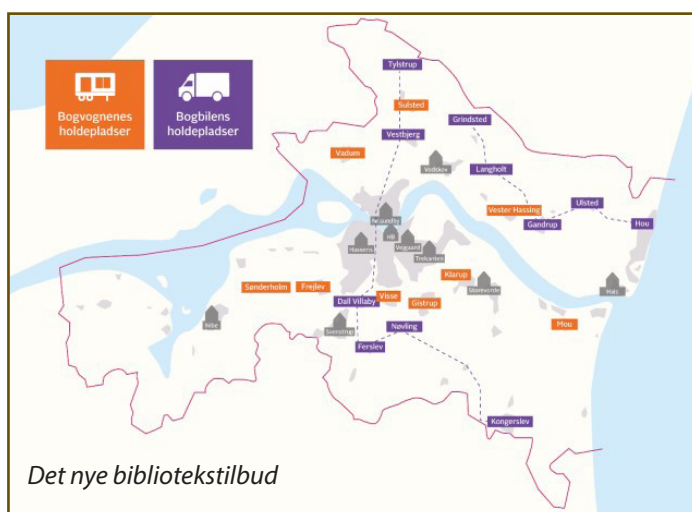 Bogvognenes
holdepladser
Bogbilens
holdepladser
Tylstrup
Sulsted
Grindsted
Vestbjerg
Vadum
Vodskov
Langholt
Ulsted
Vester Hassing
Gandrup
Hou
Nørresundby
HB
Hasseris
Vejgaard
Trekanten
Klarup
Storvorde
Hals
Sønderholm
Frejlev
Visse
Dall Villaby
Gistrup
Nibe
Svenstrup
Nøvling
Mou
Ferslev
Kongerslev
Det nye bibliotekstilbud